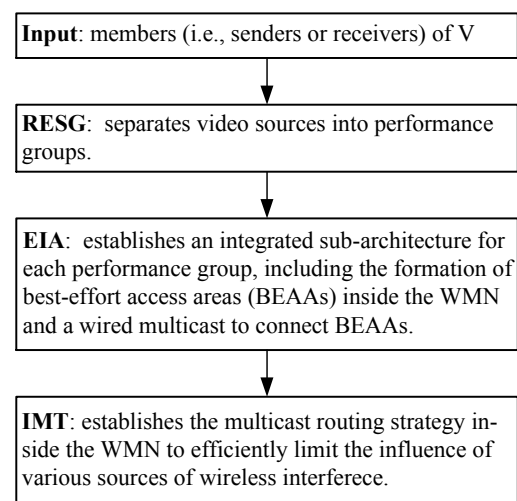 Input: members (i.e., senders or receivers) of V
RESG: separates video sources into performance
groups.
EIA: establishes an integrated sub-architecture for
each performance group, including the formation of
best-effort access areas (BEAAs) inside the WMN
and a wired multicast to connect BEAAs.
IMT: establishes the multicast routing strategy in-
side the WMN to efficiently limit the influence of
various sources of wireless interferece.